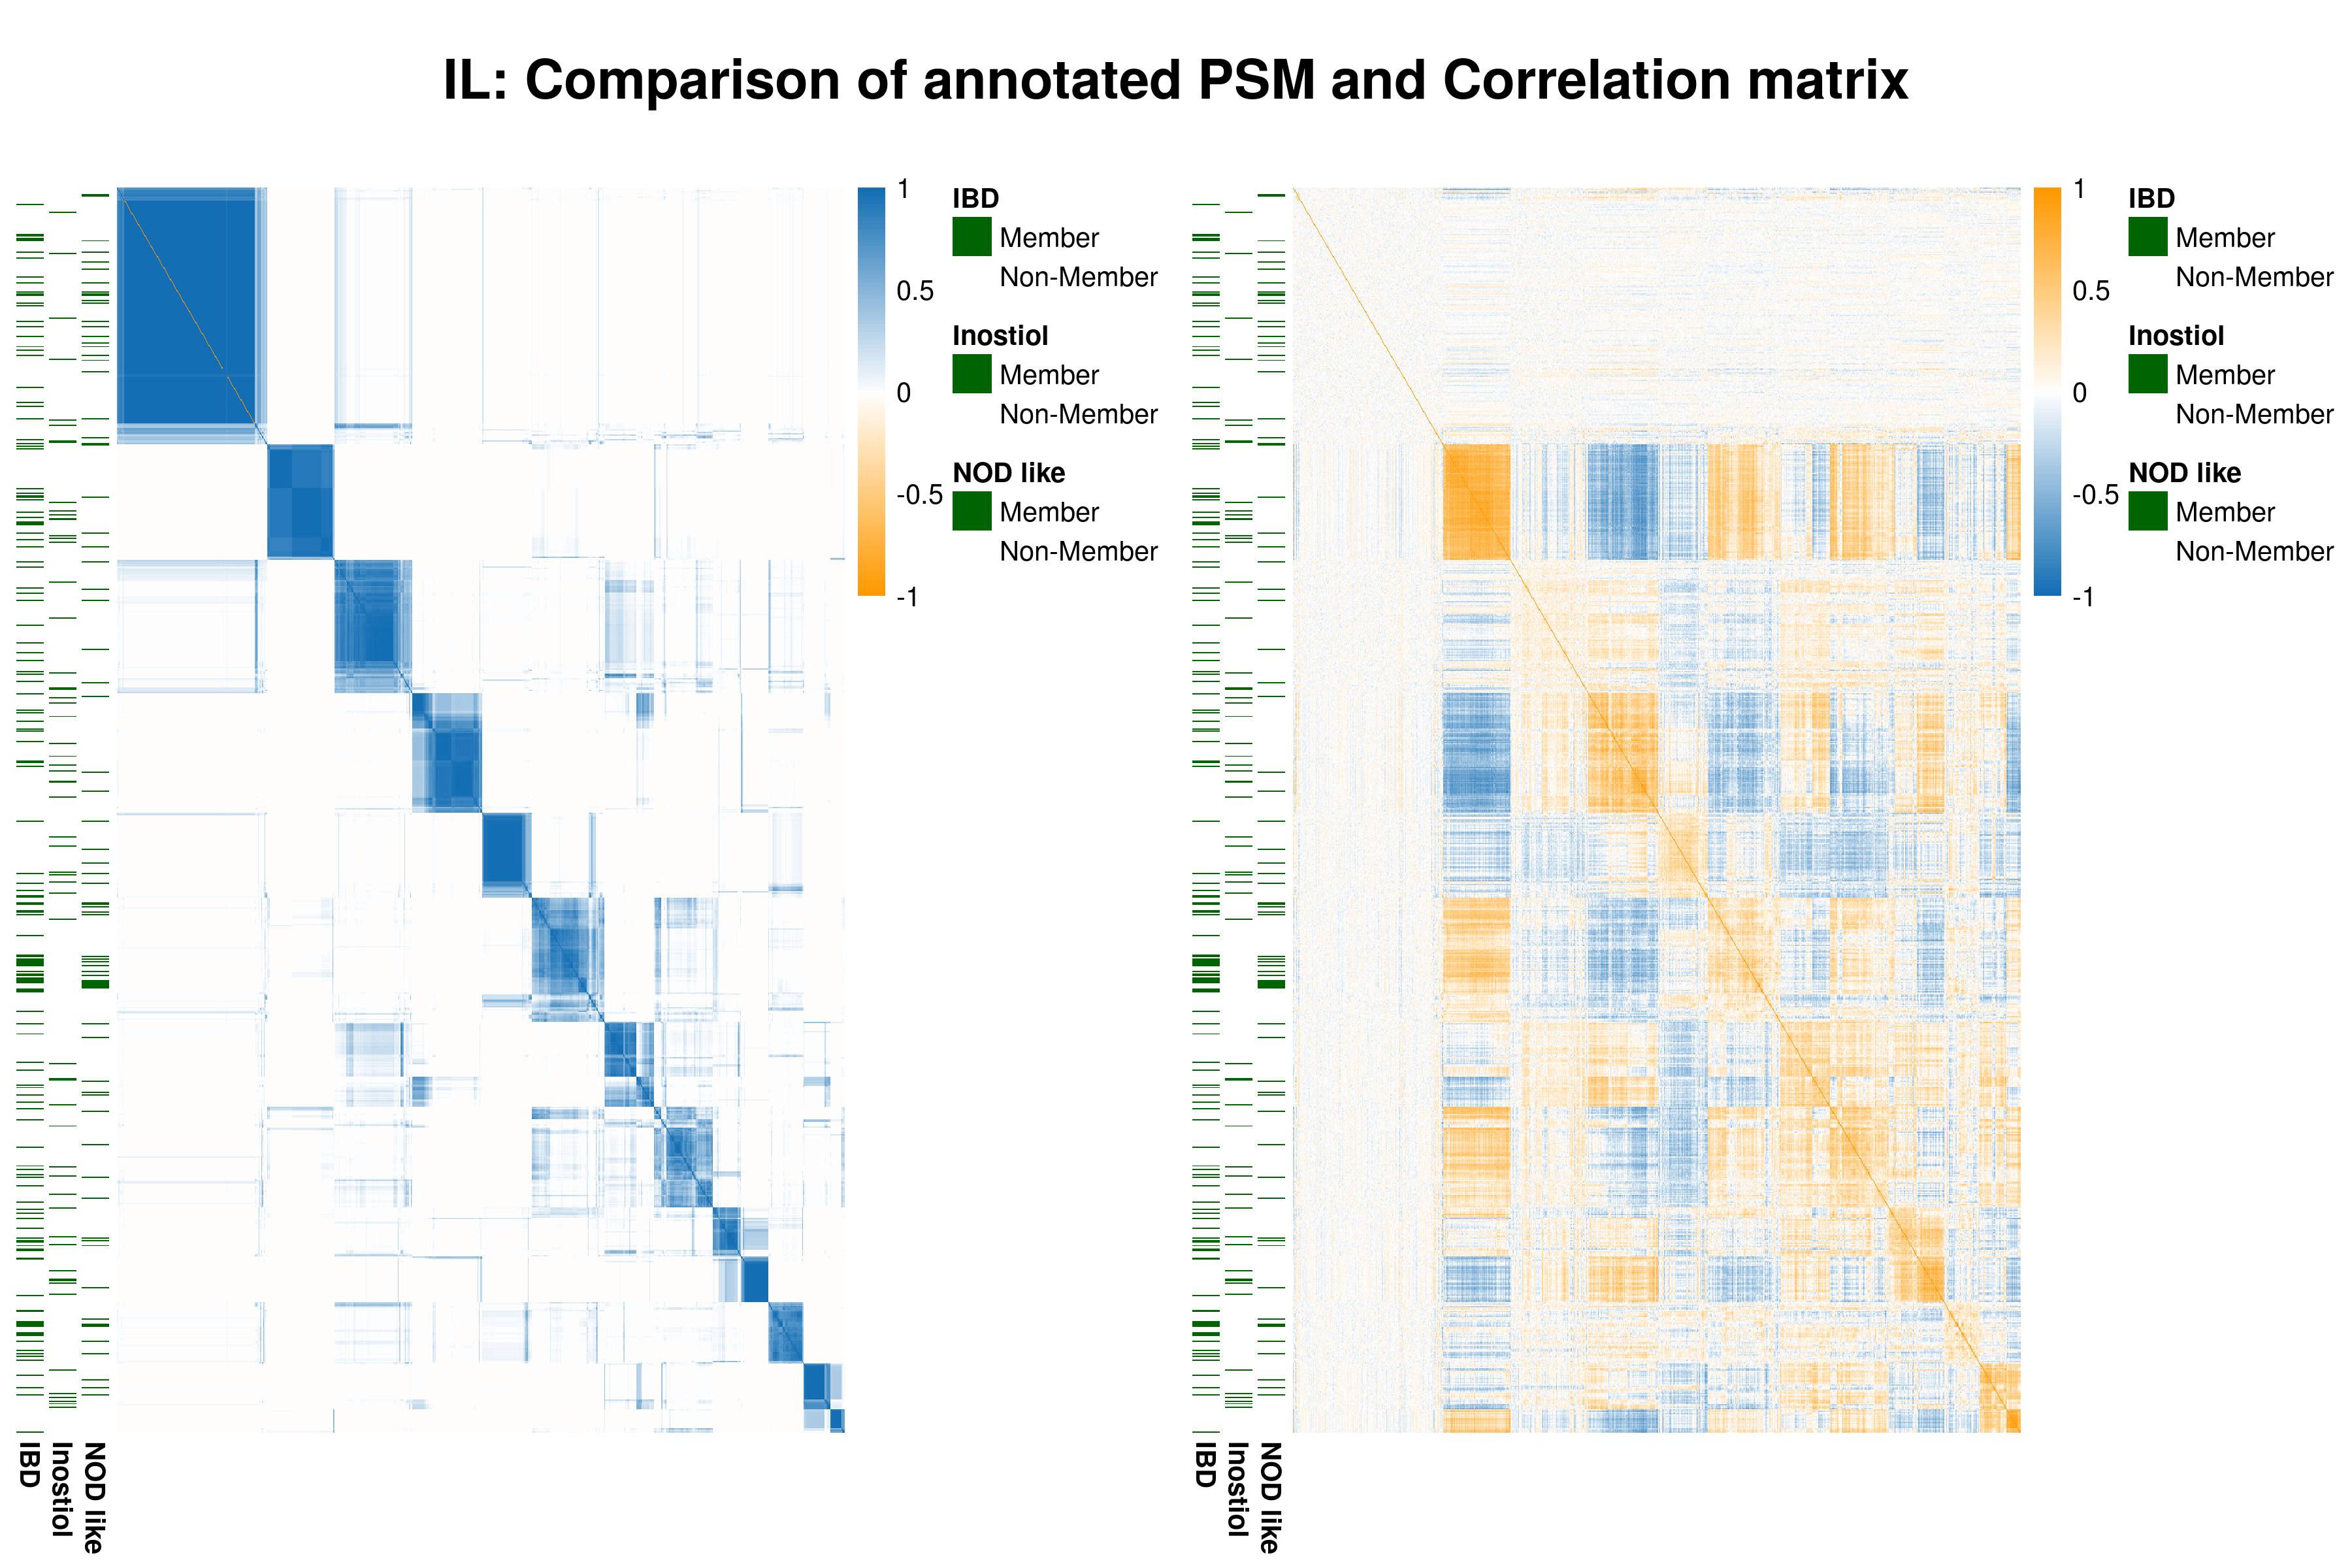 IL: Comparison of annotated PSM and Correlation matrix
1
0.5
0
-0.5
-1
IBD
Member
Non-Member
Inostiol
Member
Non-Member
NOD like
Member
Non-Member
IBD
Inostiol
NOD like
1
0.5
0
-0.5
-1
IBD
Member
Non-Member
Inostiol
Member
Non-Member
NOD like
Member
Non-Member
IBD
Inostiol
NOD like